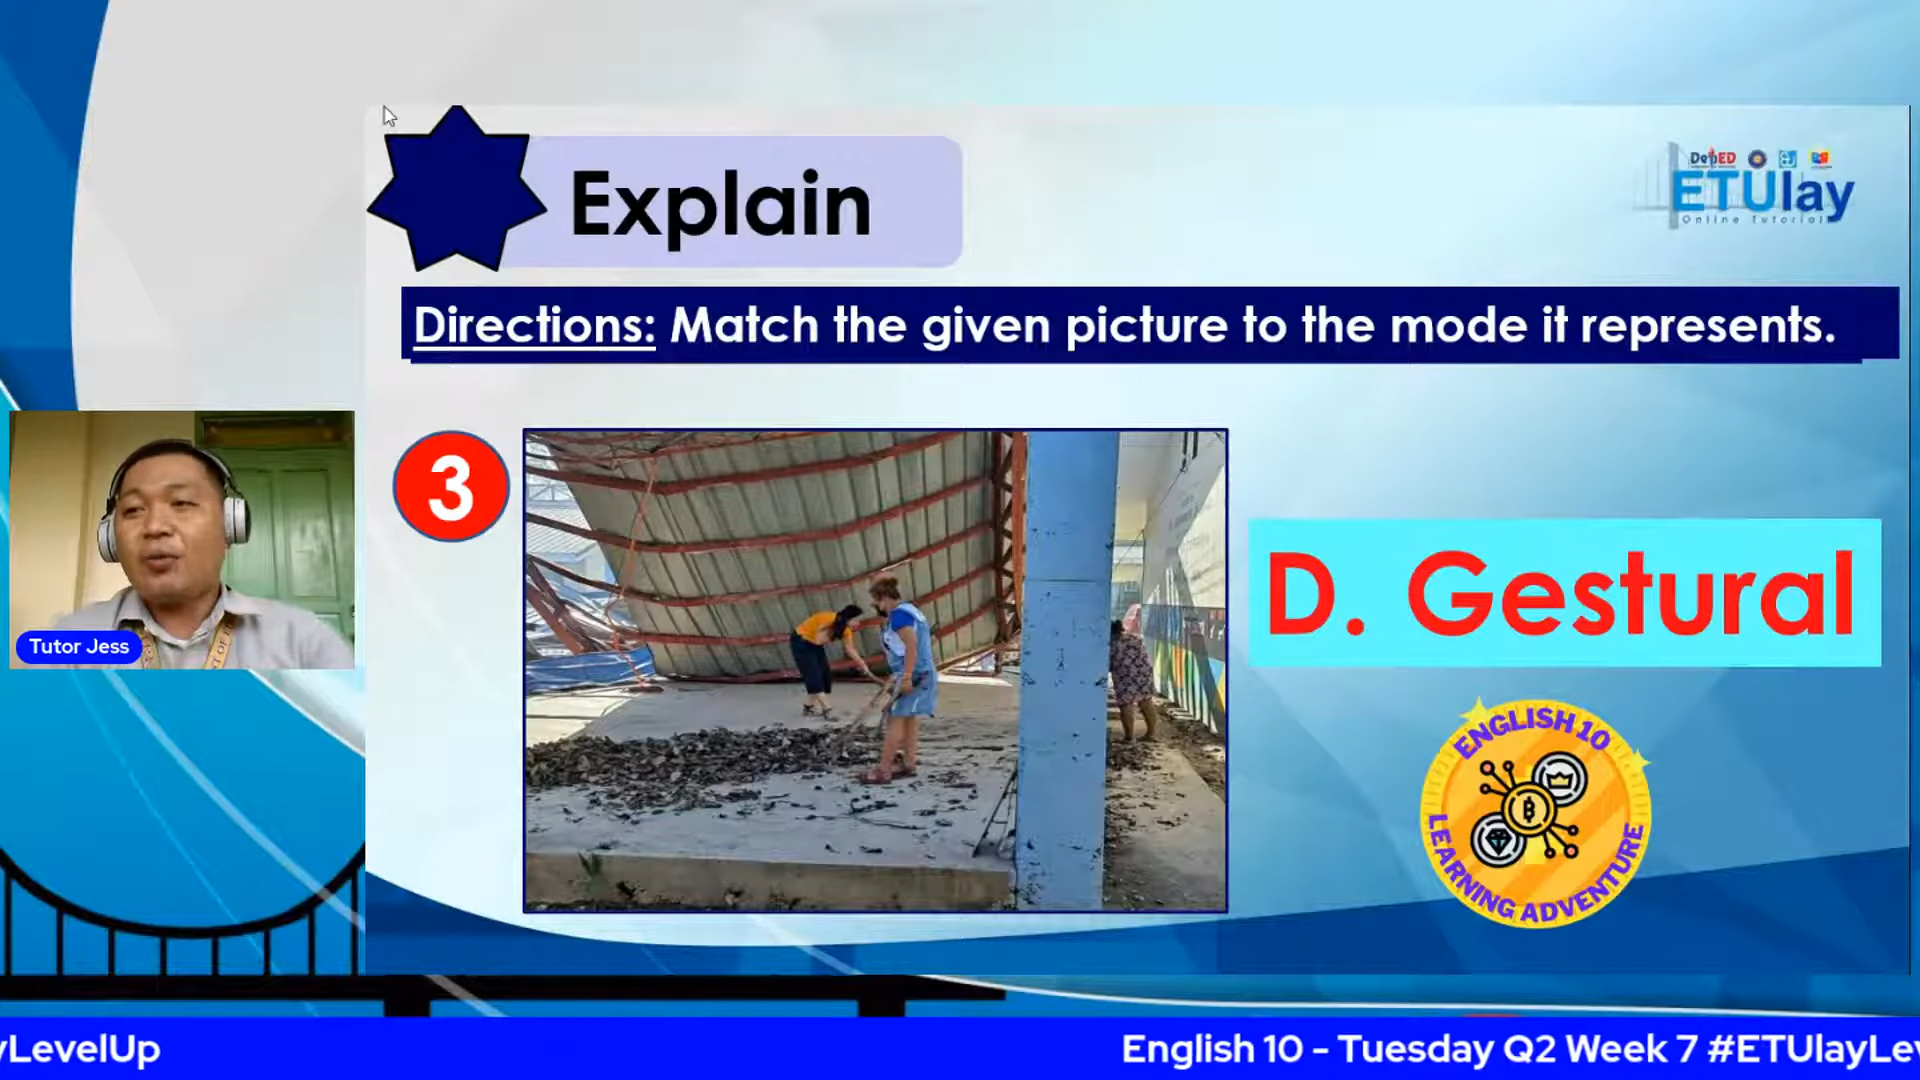 Explain
DepED
ETUlay
Online Tutorial
Directions: Match the given picture to the mode it represents.
3
D. Gestural
Tutor Jess
ENGLISH 10
LEARNING ADVENTURE
yLevelUp
English 10 - Tuesday Q2 Week 7 #ETUlayLev